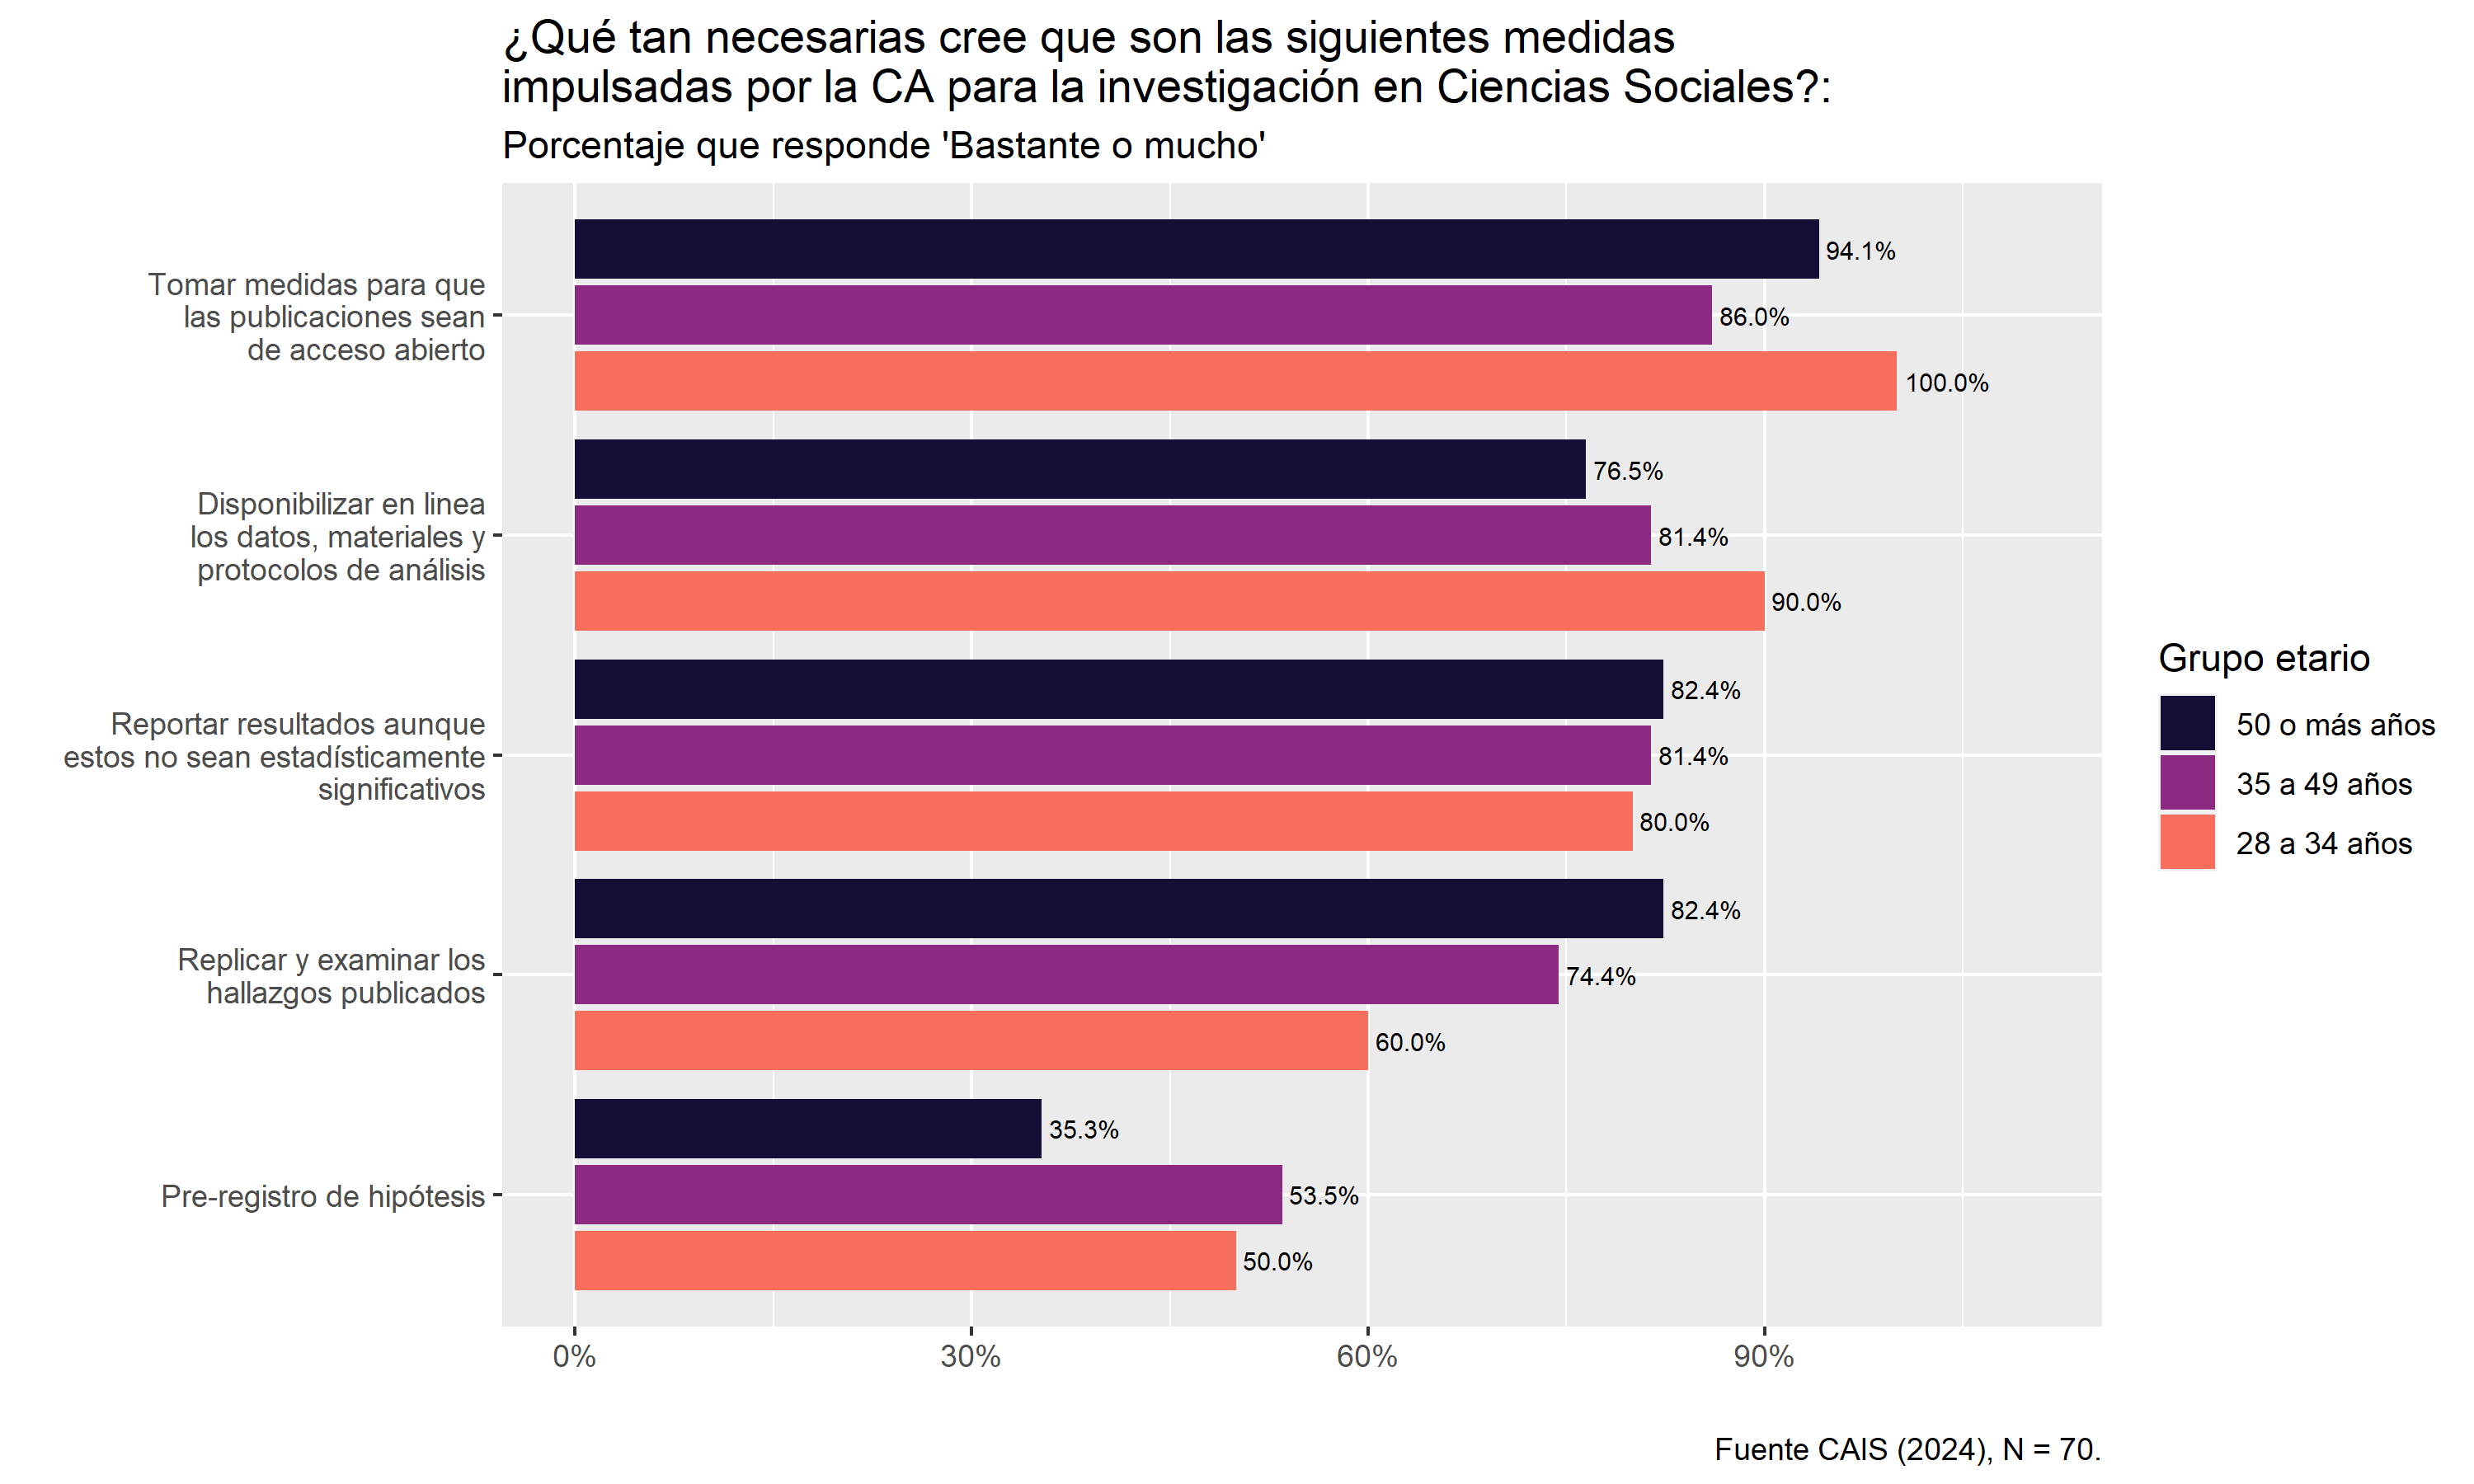 ¿Qué tan necesarias cree que son las siguientes medidas
impulsadas por la CA para la investigación en Ciencias Sociales?:
Porcentaje que responde 'Bastante o mucho'
Tomar medidas para que
las publicaciones sean
de acceso abierto
94.1%
86.0%
100.0%
Disponibilizar en linea
los datos, materiales y
protocolos de análisis
76.5%
81.4%
90.0%
Reportar resultados aunque
estos no sean estadísticamente
significativos
82.4%
81.4%
80.0%
Replicar y examinar los
hallazgos publicados
82.4%
74.4%
60.0%
Pre-registro de hipótesis
35.3%
53.5%
50.0%
0%
30%
60%
90%
Grupo etario
50 o más años
35 a 49 años
28 a 34 años
Fuente CAIS (2024), N = 70.